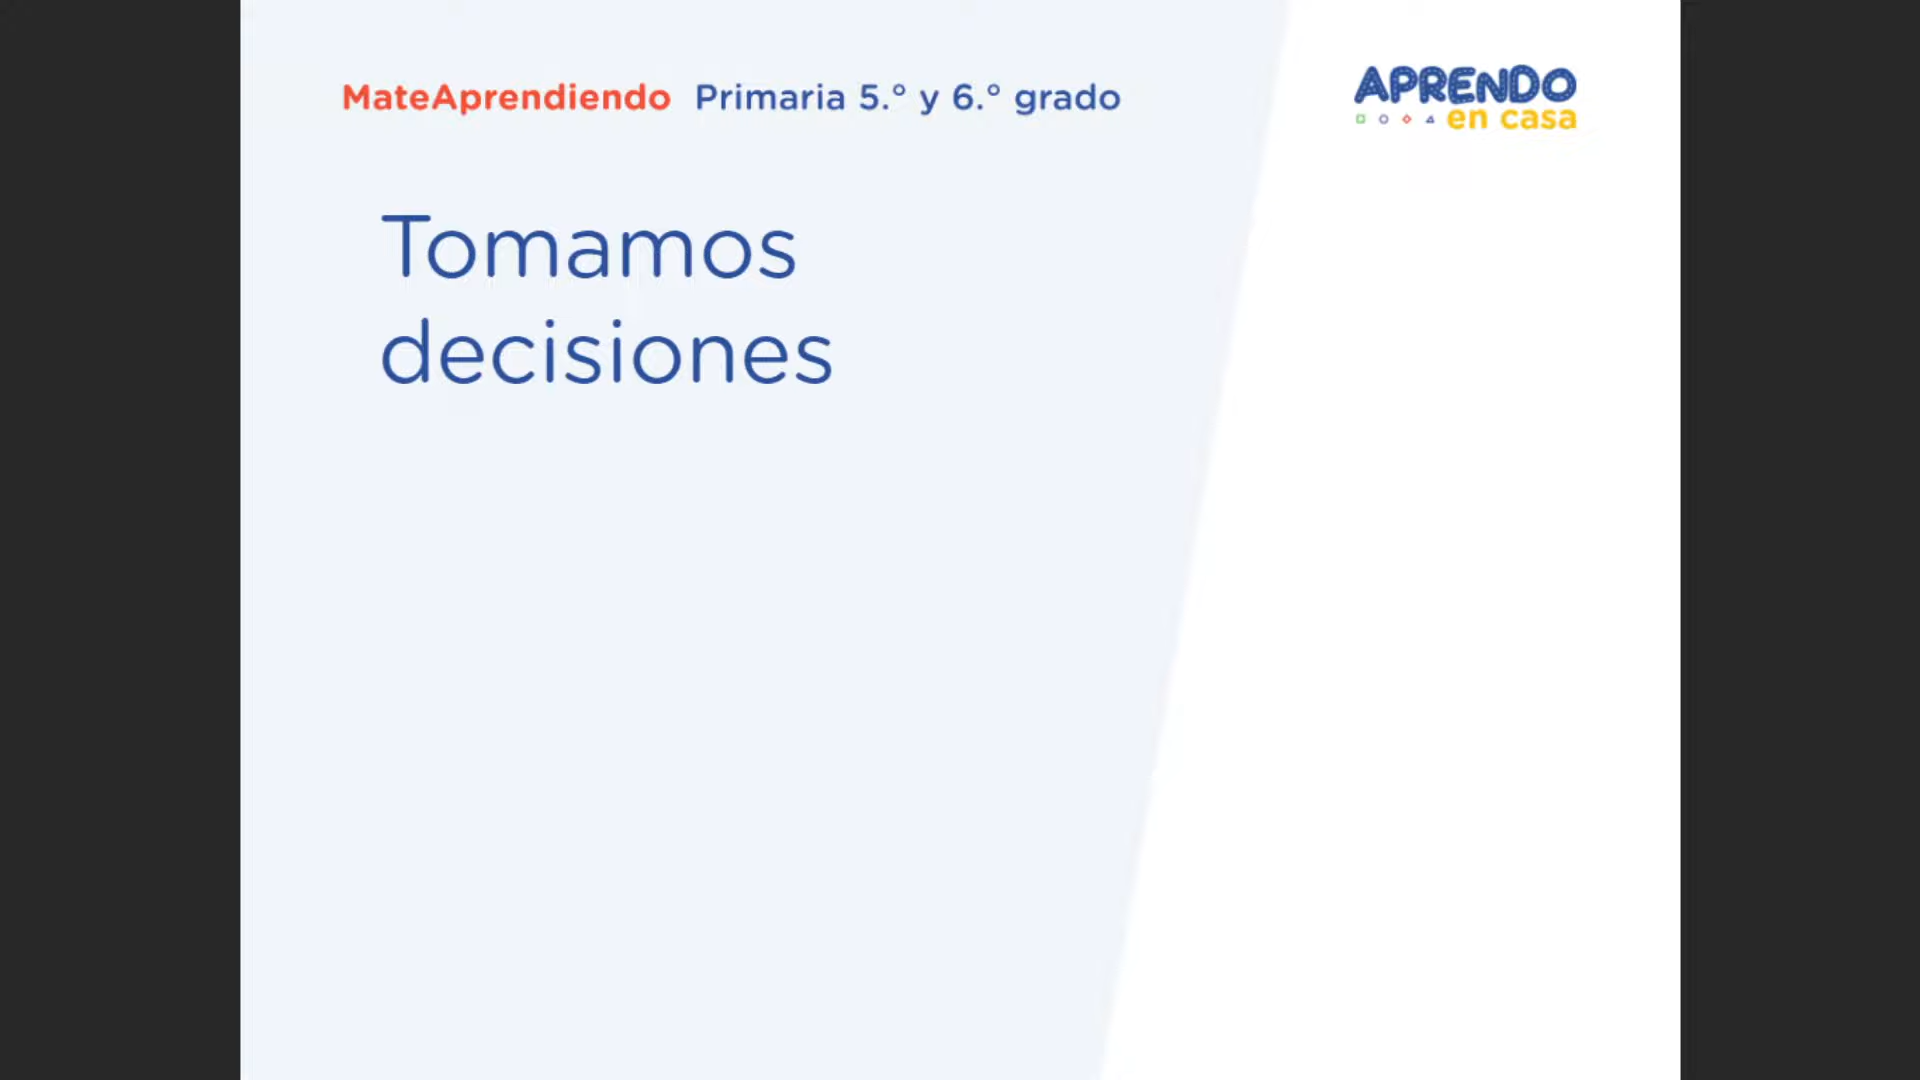 MateAprendiendo Primaria 5.° y 6.° grado
APRENDO
en casa
Tomamos
decisiones